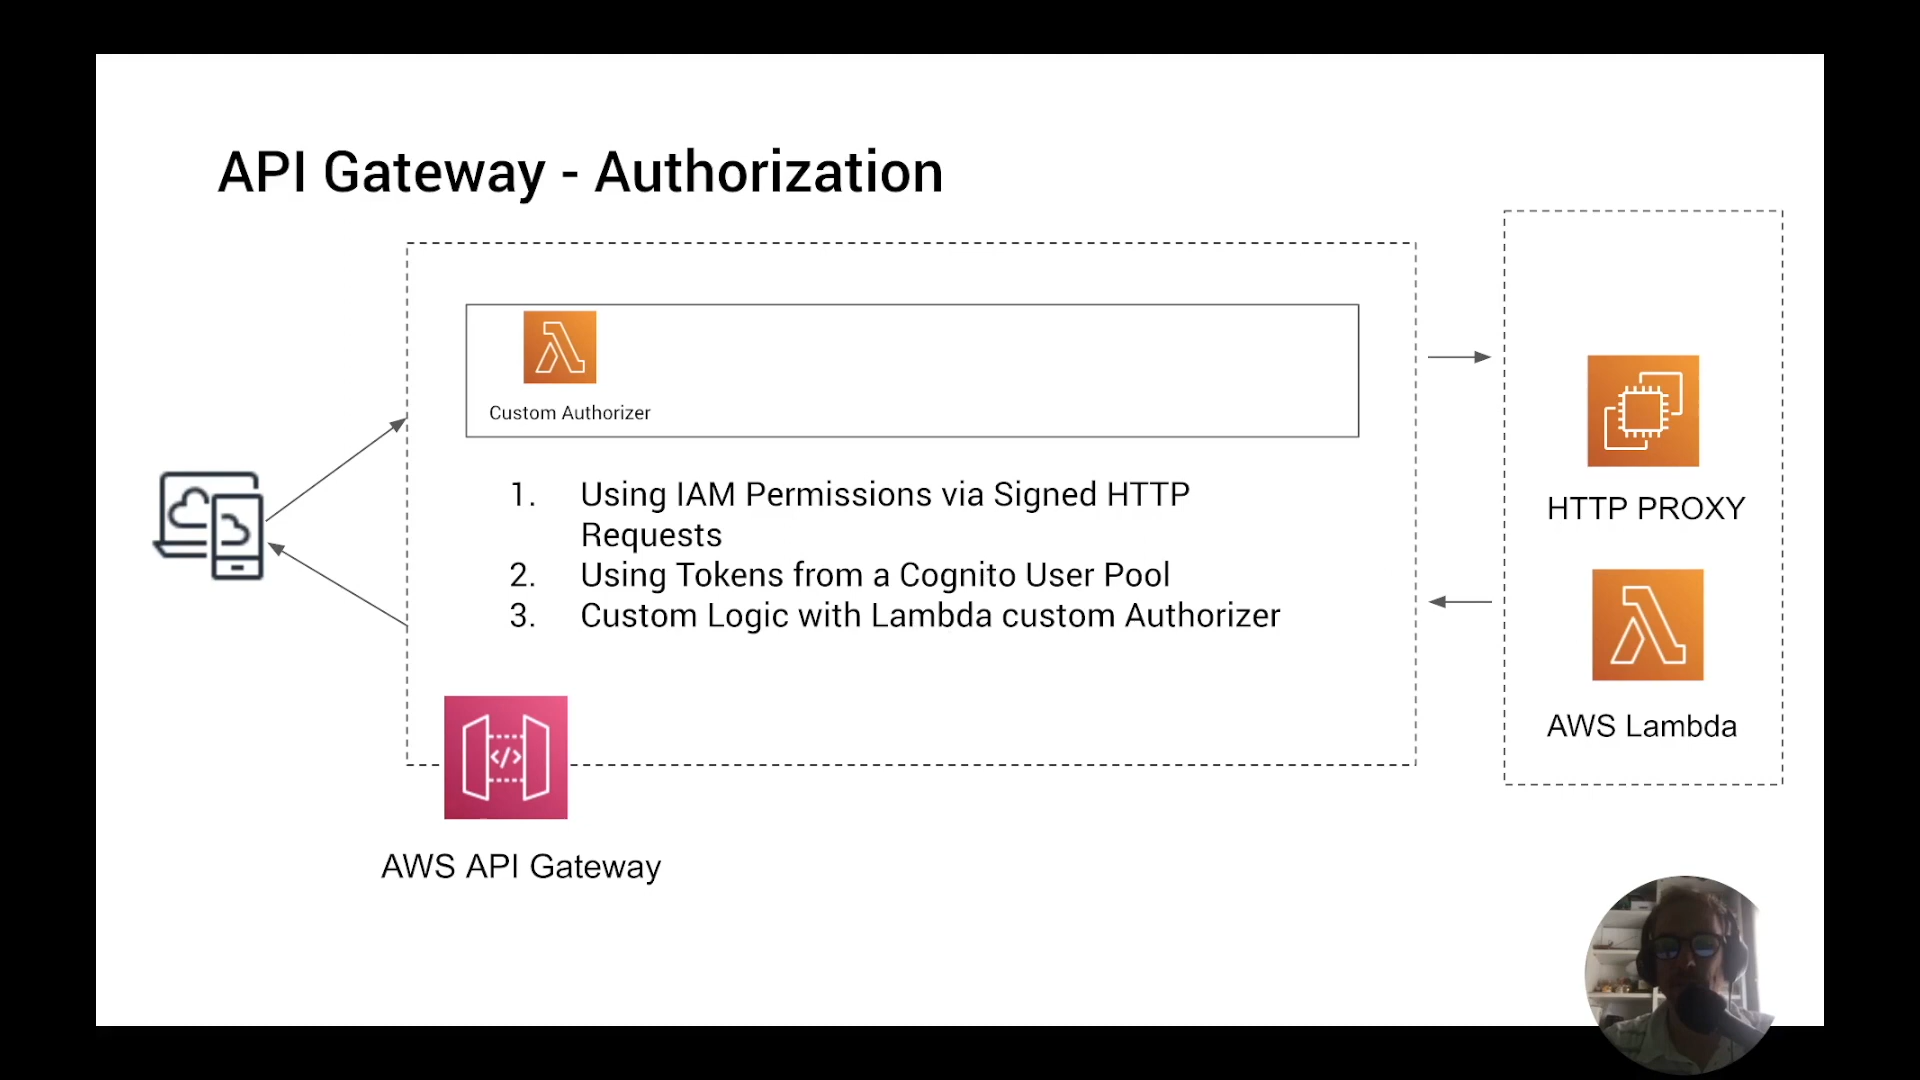 API Gateway - Authorization
Custom Authorizer
1. Using IAM Permissions via Signed HTTP
Requests
2. Using Tokens from a Cognito User Pool
3. Custom Logic with Lambda custom Authorizer
HTTP PROXY
AWS Lambda
</>
AWS API Gateway